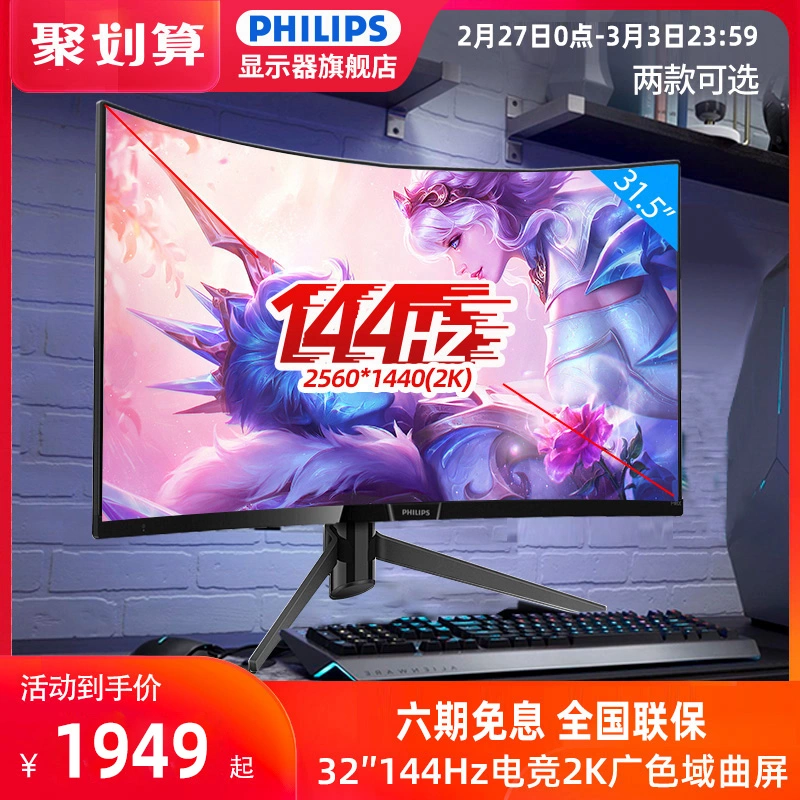 聚划算
PHILIPS
显示器旗舰店
2月27日0点-3月3日23:59
两款可选
31.5"
144Hz
2560*1440(2K)
PHILIPS
ALIENWARE
活动到手价
¥ 1949 起
六期免息 全国联保
32"144Hz电竞2K广色域曲屏